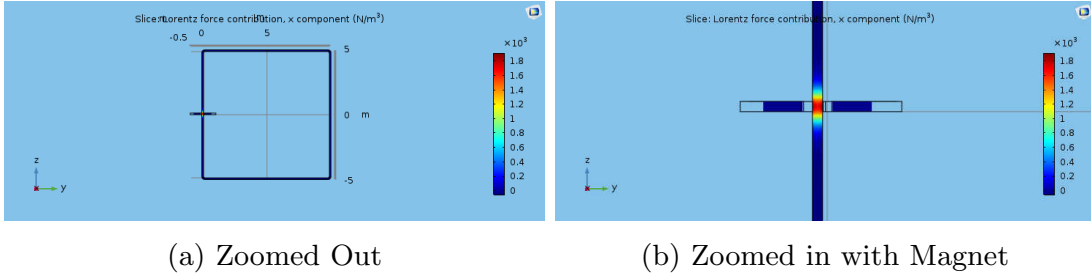 Slice: Lorentz force contribution, x component (N/m³)
-0.5 0 5
5
0 m
-5
×10³
1.8
1.6
1.4
1.2
1
0.8
0.6
0.4
0.2
0
z
y
Slice: Lorentz force contribution, x component (N/m³)
×10³
1.8
1.6
1.4
1.2
1
0.8
0.6
0.4
0.2
0
z
y
(a) Zoomed Out
(b) Zoomed in with Magnet